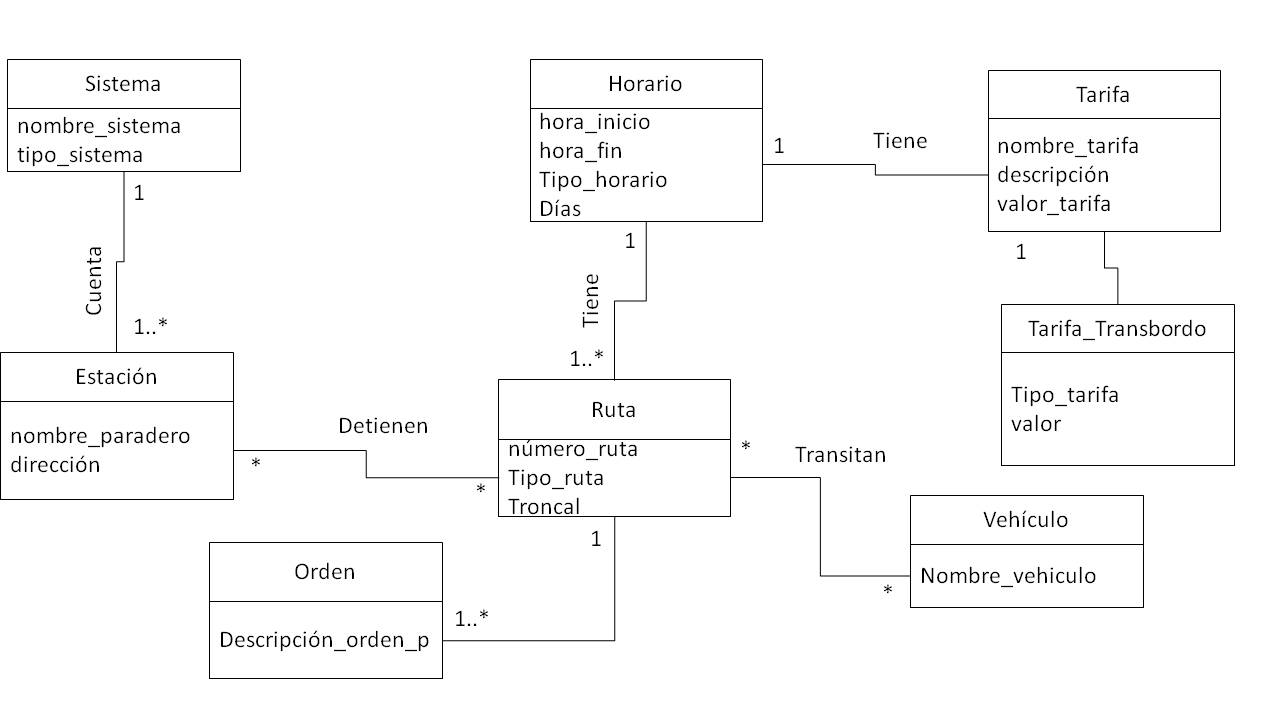 Sistema
nombre_sistema
tipo_sistema
1
Cuenta
1..*
Estación
nombre_paradero
dirección
*
Detienen
*
Horario
hora_inicio
hora_fin
Tipo_horario
Días
1
Tiene
1
Tiene
1..*
Tarifa
nombre_tarifa
descripción
valor_tarifa
1
Tarifa_Transbordo
Tipo_tarifa
valor
Ruta
número_ruta
Tipo_ruta
Troncal
*
Transitan
*
Vehículo
Nombre_vehiculo
1
1..*
Orden
Descripción_orden_p